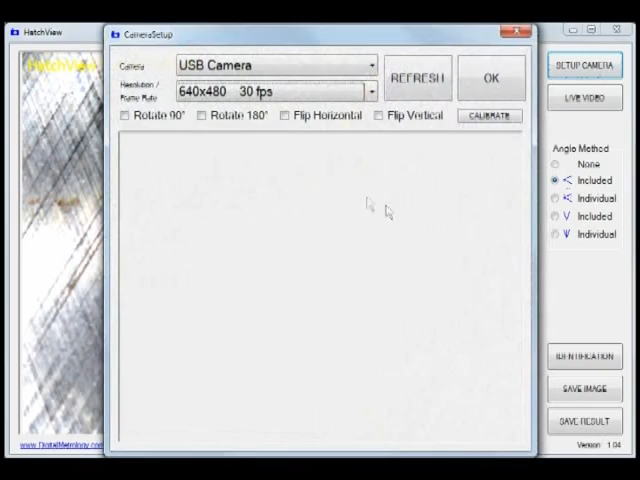 HatchView
CameraSetup
HatchView
Camera
USB Camera
REFRESH
OK
Resolution /
Frame Rate
640x480 30 fps
Rotate 90°
Rotate 180°
Flip Horizontal
Flip Vertical
CALIBRATE
SETUP CAMERA
LIVE VIDEO
Angle Method
None
Included
Individual
Included
Individual
IDENTIFICATION
SAVE IMAGE
SAVE RESULT
www.DigitalMetrology.com
Version: 1.04